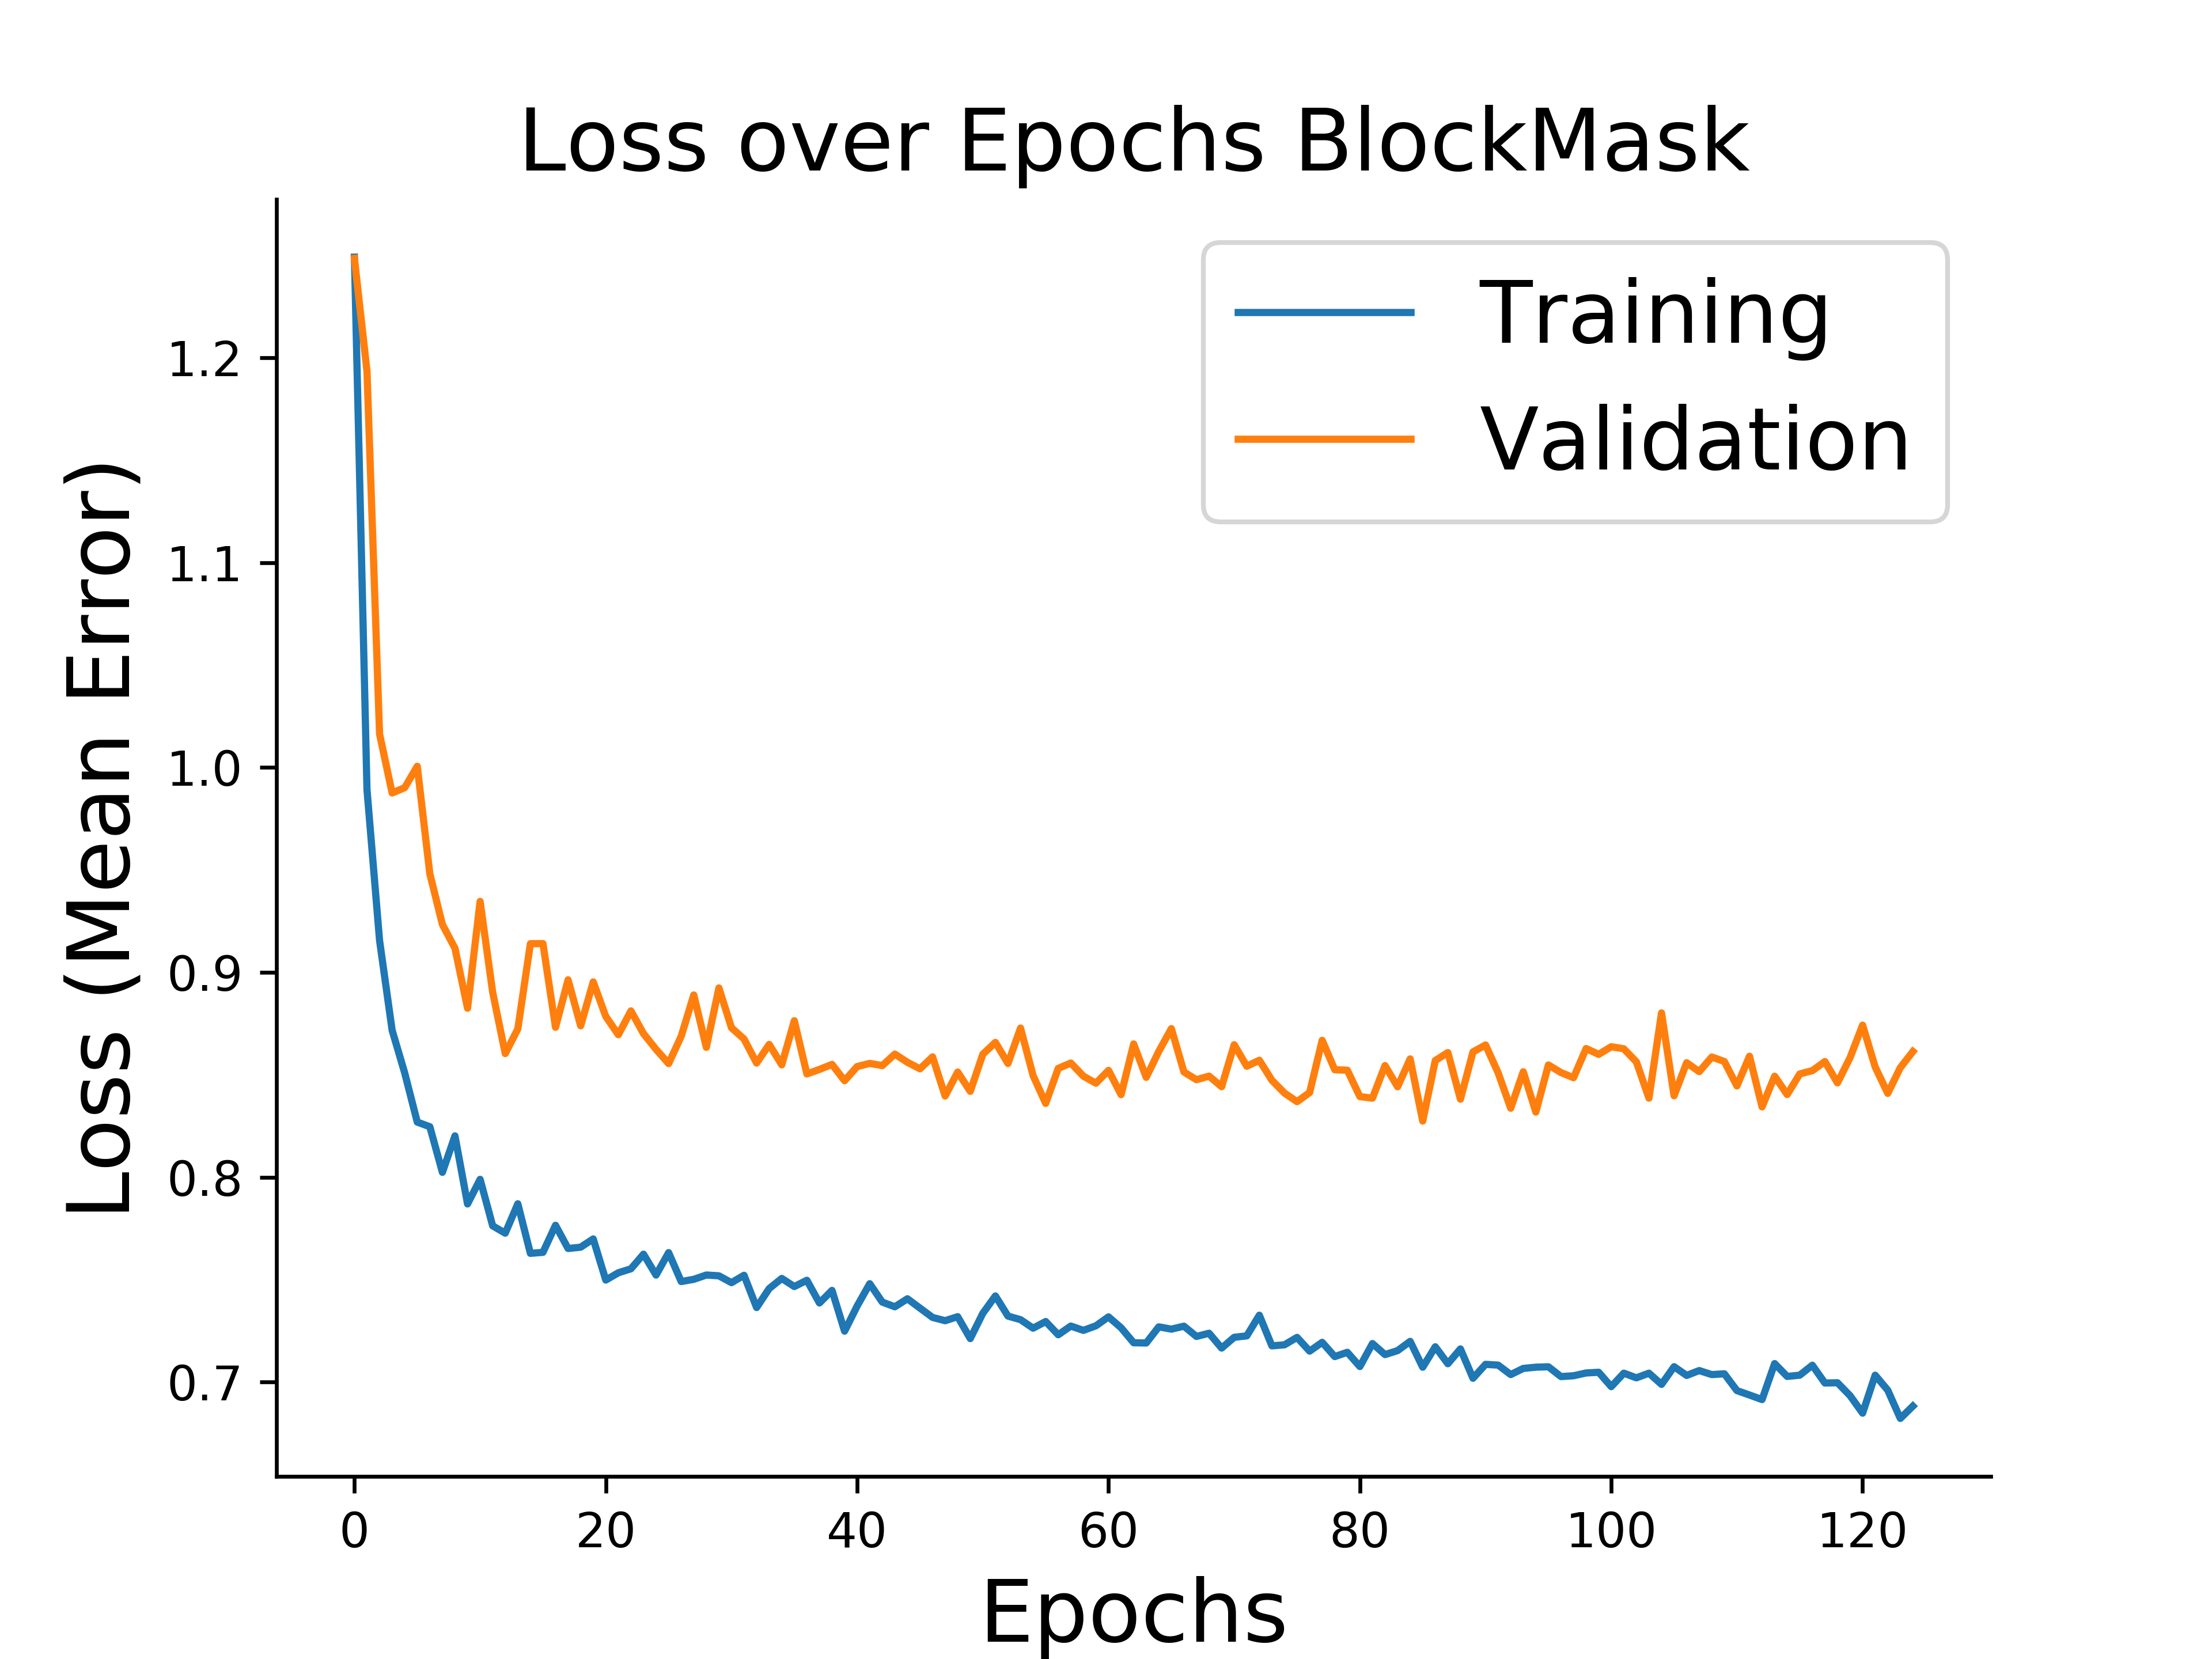 Loss over Epochs BlockMask
Training
Validation
Loss (Mean Error)
1.2
1.1
1.0
0.9
0.8
0.7
0 20 40 60 80 100 120
Epochs